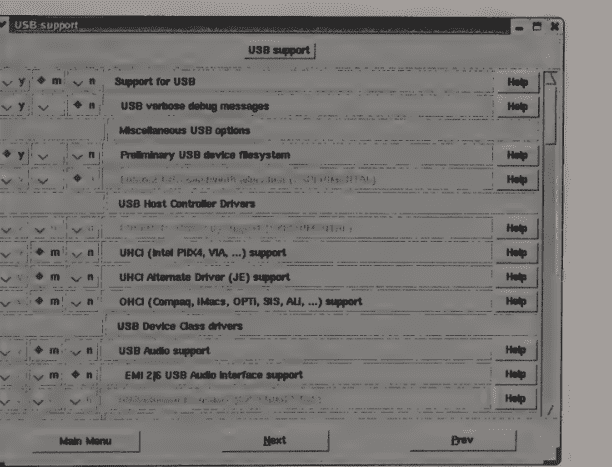 USB support
USB support
y m n Support for USB Help
y n USB verbose debug messages Help
Miscellaneous USB options
y n Preliminary USB device filesystem Help
Help
USB Host Controller Drivers
Help
m n UHCI (Intel PIIX4, VIA, ...) support Help
m n UHCI Alternate Driver (JE) support Help
m n OHCI (Compaq, iMacs, OPTi, SiS, ALi, ...) support Help
USB Device Class drivers
m n USB Audio support Help
m n EMI 2|6 USB Audio interface support Help
Help
Main Menu Next Prev